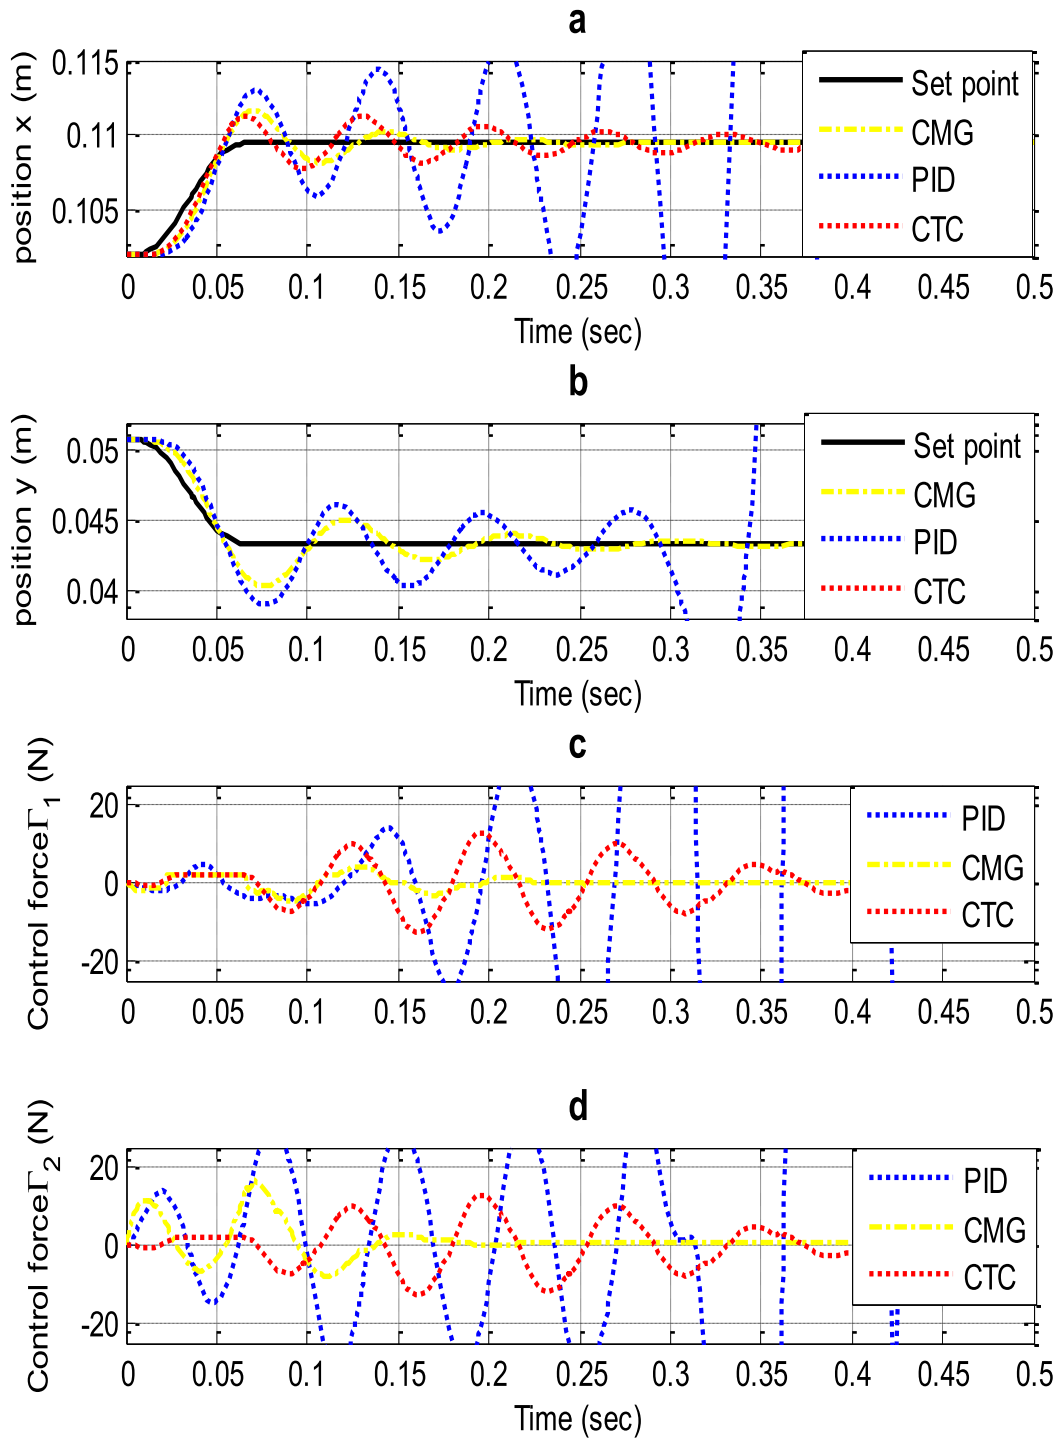 a
position x (m)
0.115
0.11
0.105
Set point
CMG
PID
CTC
0 0.05 0.1 0.15 0.2 0.25 0.3 0.35 0.4 0.45 0.5
Time (sec)
b
position y (m)
0.05
0.045
0.04
Set point
CMG
PID
CTC
0 0.05 0.1 0.15 0.2 0.25 0.3 0.35 0.4 0.45 0.5
Time (sec)
c
Control forceΓ1 (N)
20
0
-20
PID
CMG
CTC
0 0.05 0.1 0.15 0.2 0.25 0.3 0.35 0.4 0.45 0.5
d
Control forceΓ2 (N)
20
0
-20
PID
CMG
CTC
0 0.05 0.1 0.15 0.2 0.25 0.3 0.35 0.4 0.45 0.5
Time (sec)